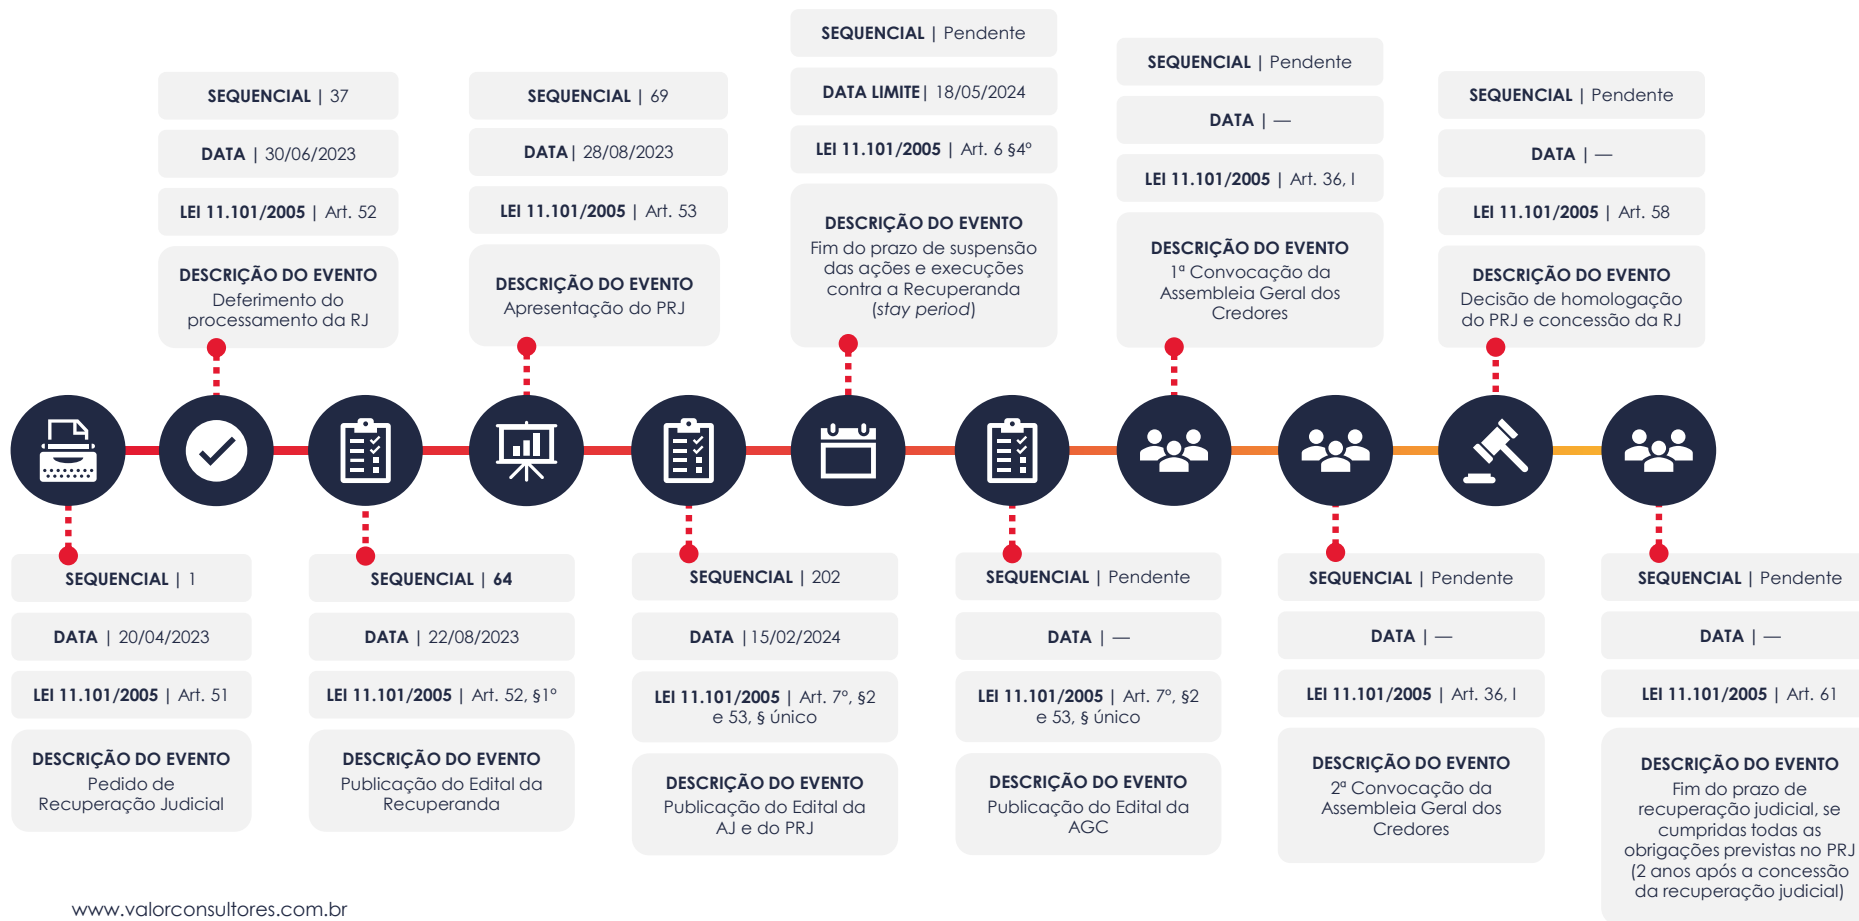 SEQUENCIAL | 1
DATA | 20/04/2023
LEI 11.101/2005 | Art. 51
DESCRIÇÃO DO EVENTO
Pedido de
Recuperação Judicial
SEQUENCIAL | 37
DATA | 30/06/2023
LEI 11.101/2005 | Art. 52
DESCRIÇÃO DO EVENTO
Deferimento do
processamento da RJ
SEQUENCIAL | 64
DATA | 22/08/2023
LEI 11.101/2005 | Art. 52, §1º
DESCRIÇÃO DO EVENTO
Publicação do Edital da
Recuperanda
SEQUENCIAL | 69
DATA| 28/08/2023
LEI 11.101/2005 | Art. 53
DESCRIÇÃO DO EVENTO
Apresentação do PRJ
SEQUENCIAL | 202
DATA |15/02/2024
LEI 11.101/2005 | Art. 7º, §2
e 53, § único
DESCRIÇÃO DO EVENTO
Publicação do Edital da
AJ e do PRJ
SEQUENCIAL | Pendente
DATA LIMITE| 18/05/2024
LEI 11.101/2005 | Art. 6 §4º
DESCRIÇÃO DO EVENTO
Fim do prazo de suspensão
das ações e execuções
contra a Recuperanda
(stay period)
SEQUENCIAL | Pendente
DATA | —
LEI 11.101/2005 | Art. 7º, §2
e 53, § único
DESCRIÇÃO DO EVENTO
Publicação do Edital da
AGC
SEQUENCIAL | Pendente
DATA | —
LEI 11.101/2005 | Art. 36, I
DESCRIÇÃO DO EVENTO
1ª Convocação da
Assembleia Geral dos
Credores
SEQUENCIAL | Pendente
DATA | —
LEI 11.101/2005 | Art. 36, I
DESCRIÇÃO DO EVENTO
2ª Convocação da
Assembleia Geral dos
Credores
SEQUENCIAL | Pendente
DATA | —
LEI 11.101/2005 | Art. 58
DESCRIÇÃO DO EVENTO
Decisão de homologação
do PRJ e concessão da RJ
SEQUENCIAL | Pendente
DATA | —
LEI 11.101/2005 | Art. 61
DESCRIÇÃO DO EVENTO
Fim do prazo de
recuperação judicial, se
cumpridas todas as
obrigações previstas no PRJ
(2 anos após a concessão
da recuperação judicial)
www.valorconsultores.com.br